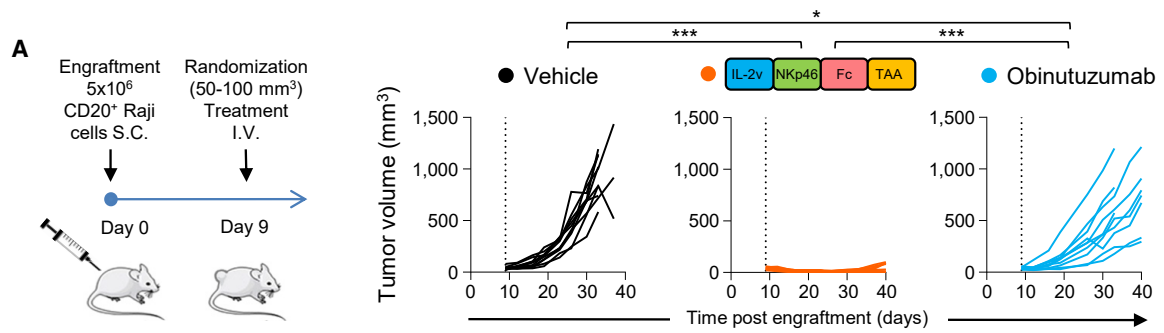 A
Engraftment
5x10⁶
CD20⁺ Raji
cells S.C.
Randomization
(50-100 mm³)
Treatment
I.V.
Day 0
Day 9
*
***
***
Vehicle
IL-2v NKp46 Fc TAA
Obinutuzumab
Tumor volume (mm³)
1,500
1,000
500
0
0 10 20 30 40
1,500
1,000
500
0
0 10 20 30 40
1,500
1,000
500
0
0 10 20 30 40
Time post engraftment (days)